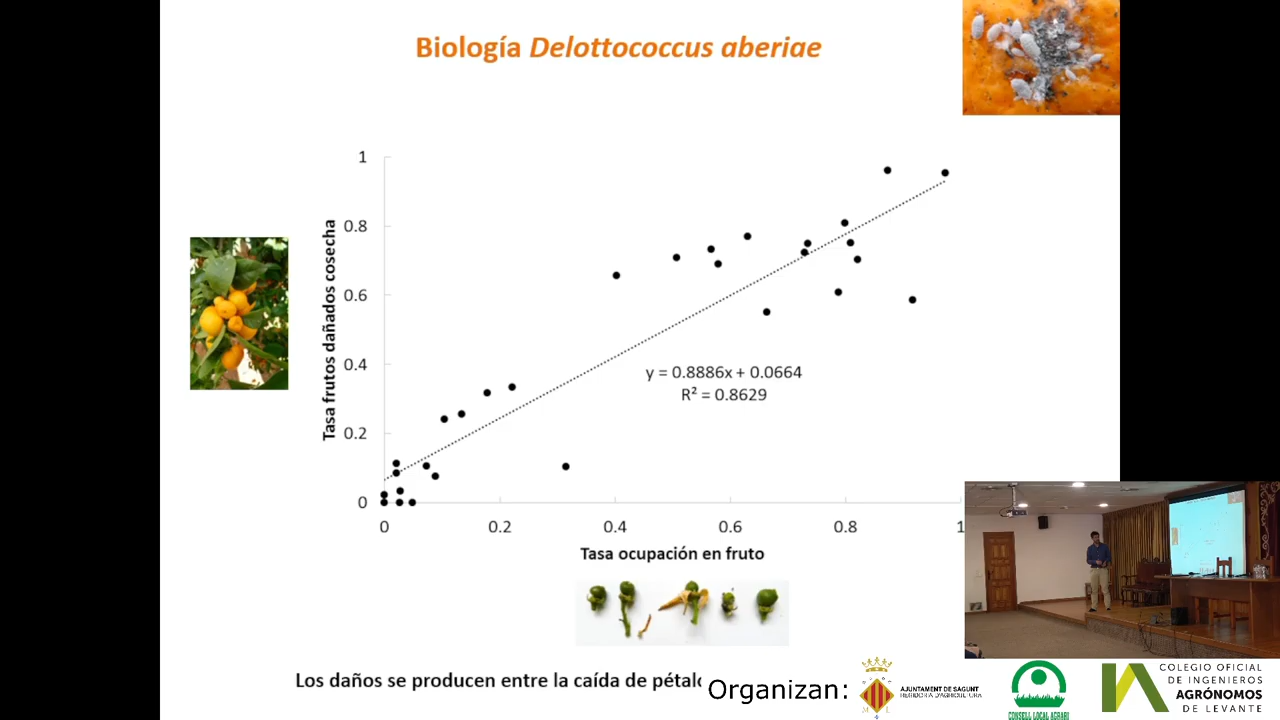 Biología Delottococcus aberiae
Tasa frutos dañados cosecha
1
0.8
0.6
0.4
0.2
0
y = 0.8886x + 0.0664
R² = 0.8629
0 0.2 0.4 0.6 0.8 1
Tasa ocupación en fruto
Los daños se producen entre la caída de
Organizan:
AJUNTAMENT DE SAGUNT
REGIDORIA D'AGRICULTURA
CONSELL LOCAL AGRARI
COLEGIO OFICIAL
DE INGENIEROS
AGRÓNOMOS
DE LEVANTE